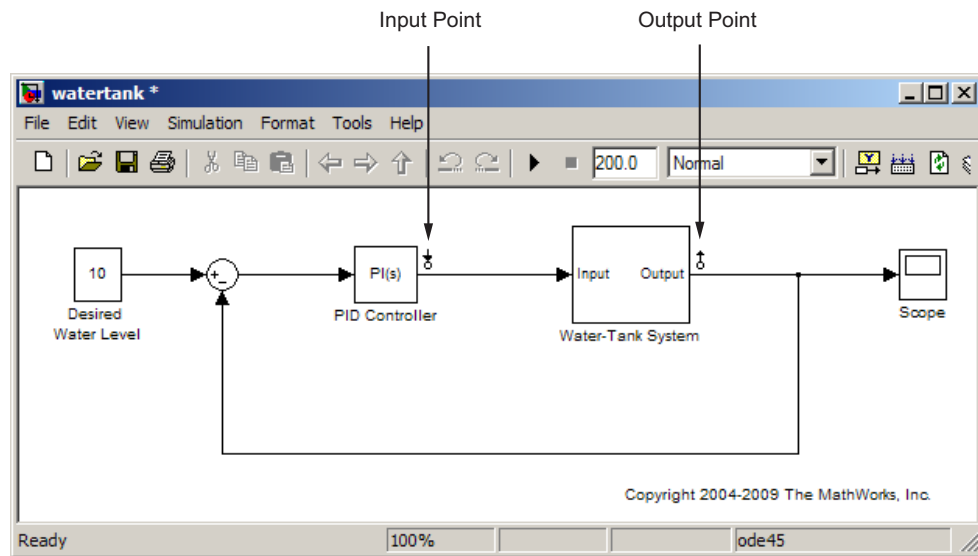 Input Point
Output Point
watertank *
File Edit View Simulation Format Tools Help
200.0
Normal
10
Desired
Water Level
+
−
PI(s)
PID Controller
Input
Output
Water-Tank System
Scope
Copyright 2004-2009 The MathWorks, Inc.
Ready
100%
ode45